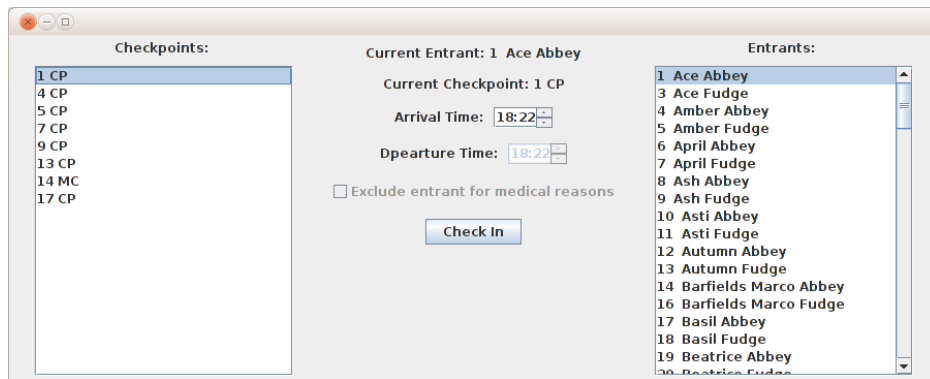 Checkpoints:
1 CP
4 CP
5 CP
7 CP
9 CP
13 CP
14 MC
17 CP
Current Entrant: 1 Ace Abbey
Current Checkpoint: 1 CP
Arrival Time: 18:22
Dpearture Time: 18:22
Exclude entrant for medical reasons
Check In
Entrants:
1 Ace Abbey
3 Ace Fudge
4 Amber Abbey
5 Amber Fudge
6 April Abbey
7 April Fudge
8 Ash Abbey
9 Ash Fudge
10 Asti Abbey
11 Asti Fudge
12 Autumn Abbey
13 Autumn Fudge
14 Barfields Marco Abbey
16 Barfields Marco Fudge
17 Basil Abbey
18 Basil Fudge
19 Beatrice Abbey
20 Beatrice Fudge